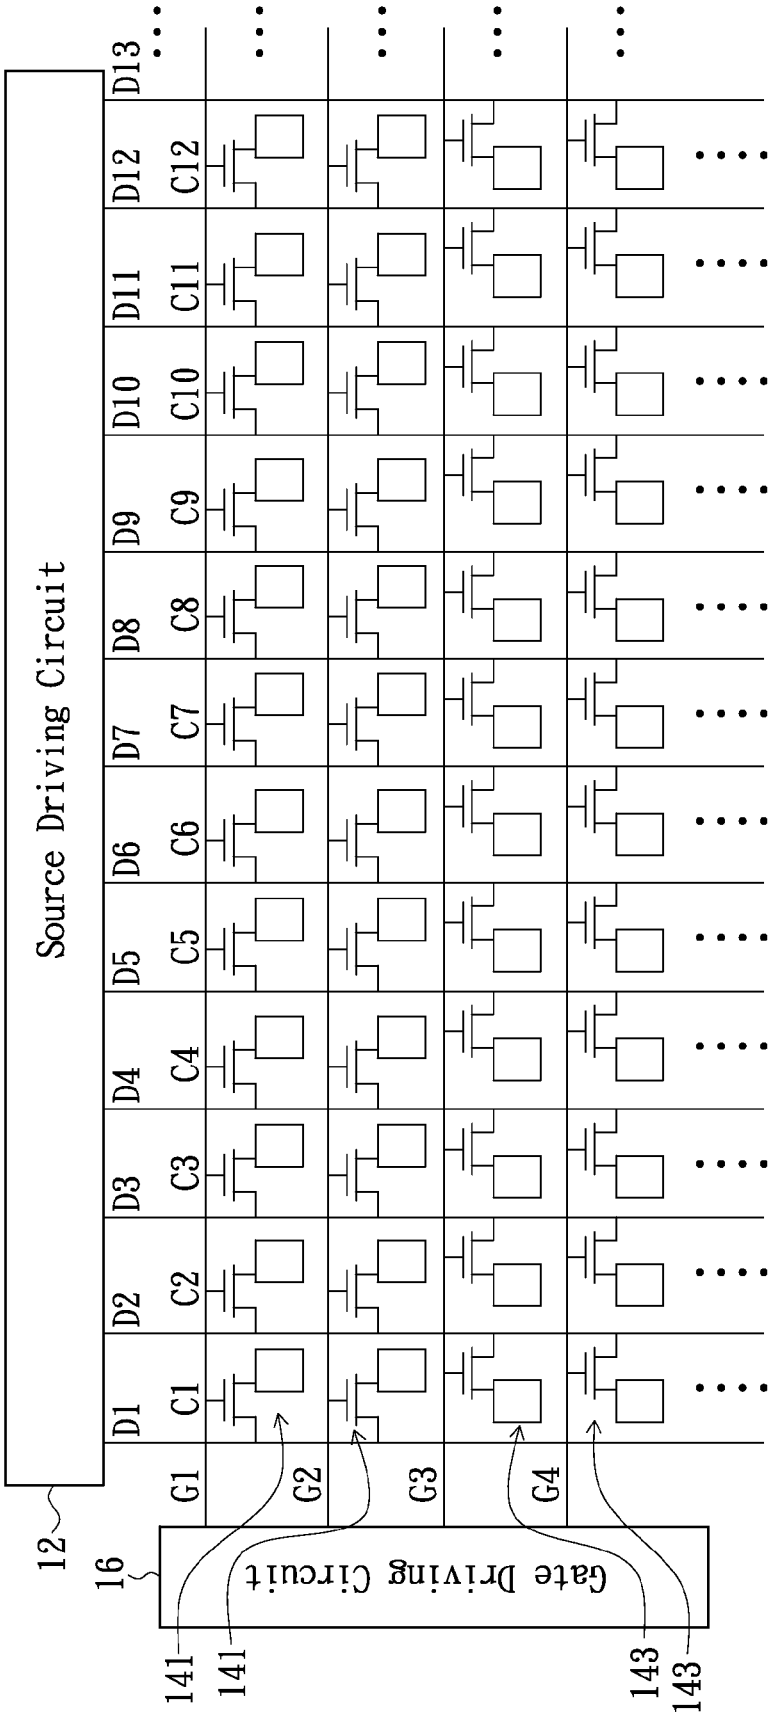 Source Driving Circuit
12
D1 D2 D3 D4 D5 D6 D7 D8 D9 D10 D11 D12 D13
C1 C2 C3 C4 C5 C6 C7 C8 C9 C10 C11 C12
16
Gate Driving Circuit
G1
G2
G3
G4
141
141
143
143